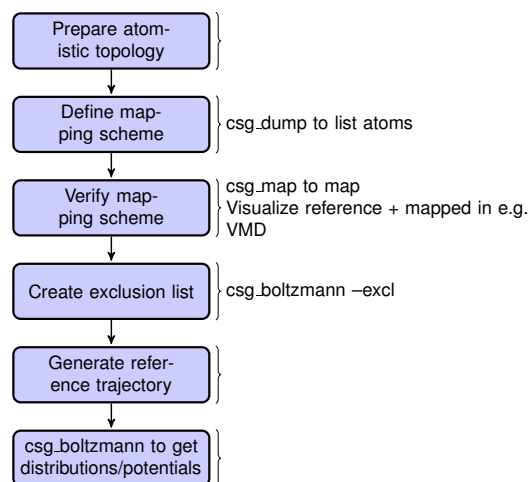 Prepare atom-
istic topology
Define map-
ping scheme
csg_dump to list atoms
Verify map-
ping scheme
csg_map to map
Visualize reference + mapped in e.g.
VMD
Create exclusion list
csg_boltzmann –excl
Generate refer-
ence trajectory
csg_boltzmann to get
distributions/potentials